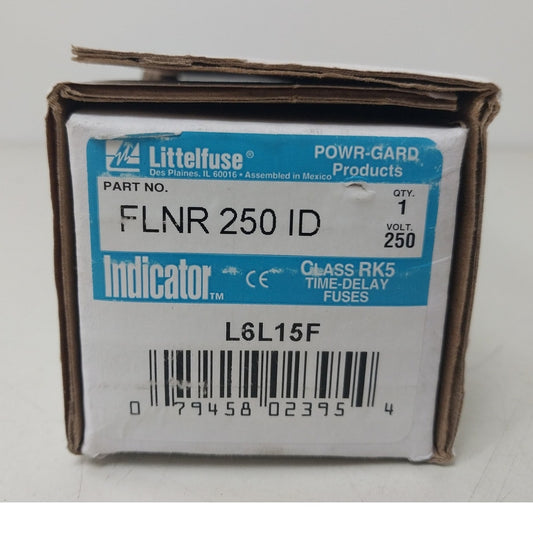 Littelfuse®
POWR-GARD
Products
Des Plaines, IL 60016 • Assembled in Mexico
PART NO.
FLNR 250 ID
QTY.
1
VOLT.
250
Indicator™
CE
CLASS RK5
TIME-DELAY
FUSES
L6L15F
0 79458 02395 4